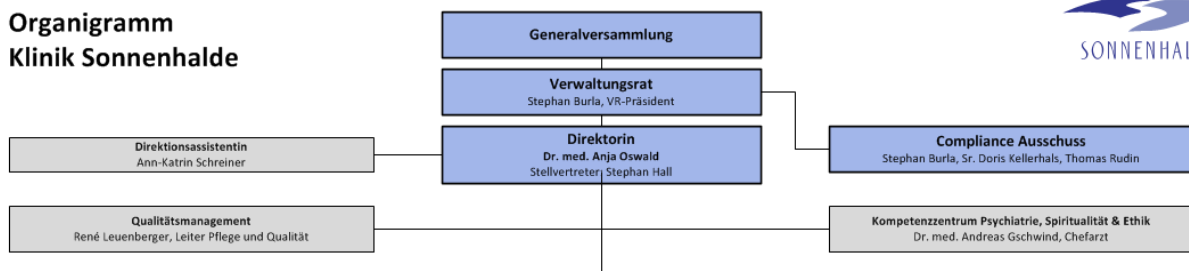 Organigramm
Klinik Sonnenhalde
SONNENHAL
Generalversammlung
Verwaltungsrat
Stephan Burla, VR-Präsident
Direktorin
Dr. med. Anja Oswald
Stellvertreter: Stephan Hall
Direktionsassistentin
Ann-Katrin Schreiner
Compliance Ausschuss
Stephan Burla, Sr. Doris Kellerhals, Thomas Rudin
Qualitätsmanagement
René Leuenberger, Leiter Pflege und Qualität
Kompetenzzentrum Psychiatrie, Spiritualität & Ethik
Dr. med. Andreas Gschwind, Chefarzt